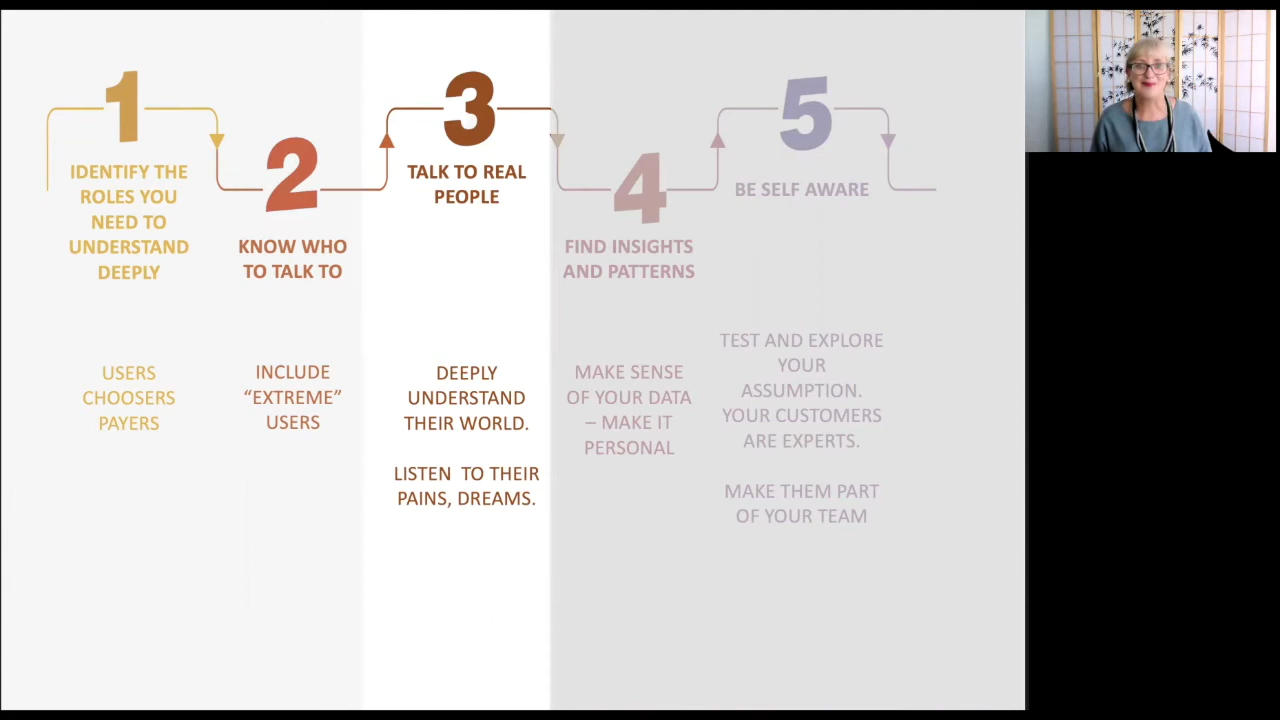 1
IDENTIFY THE
ROLES YOU
NEED TO
UNDERSTAND
DEEPLY
USERS
CHOOSERS
PAYERS
2
KNOW WHO
TO TALK TO
INCLUDE
“EXTREME”
USERS
3
TALK TO REAL
PEOPLE
DEEPLY
UNDERSTAND
THEIR WORLD.
LISTEN TO THEIR
PAINS, DREAMS.
4
FIND INSIGHTS
AND PATTERNS
MAKE SENSE
OF YOUR DATA
– MAKE IT
PERSONAL
5
BE SELF AWARE
TEST AND EXPLORE
YOUR
ASSUMPTION.
YOUR CUSTOMERS
ARE EXPERTS.
MAKE THEM PART
OF YOUR TEAM